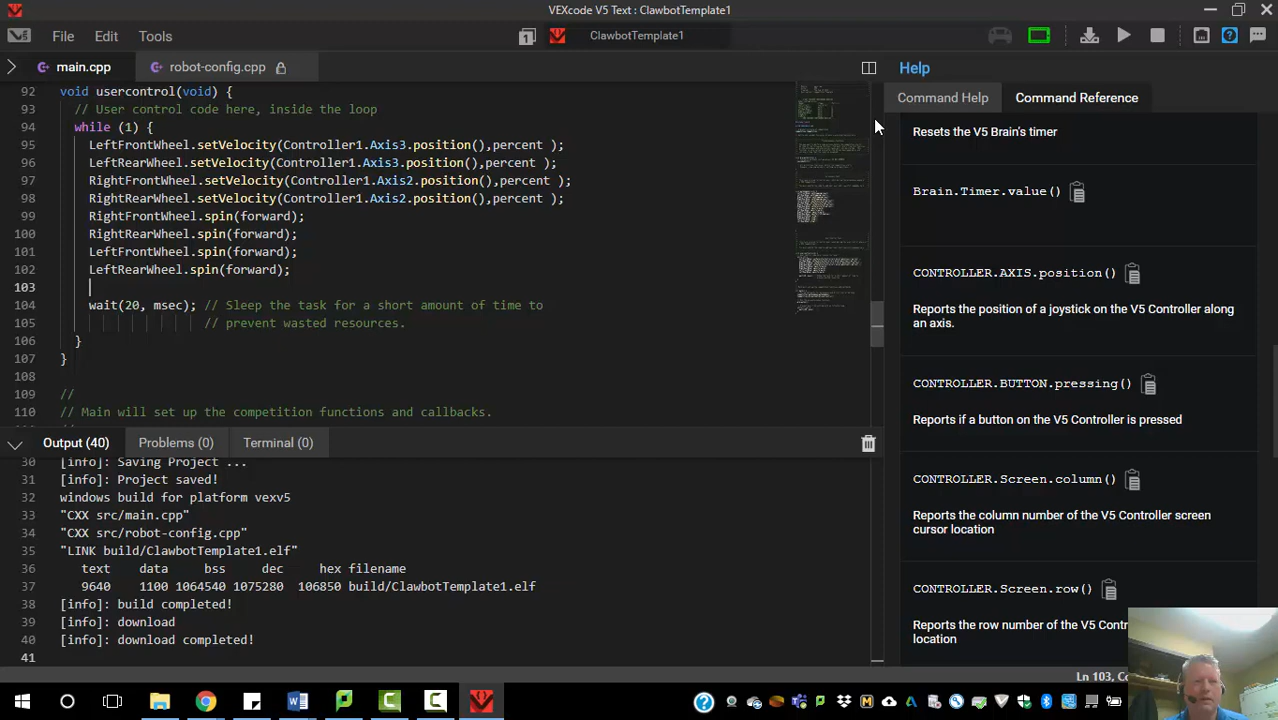 VEXcode V5 Text : ClawbotTemplate1
File Edit Tools
1 ClawbotTemplate1
main.cpp robot-config.cpp
Help
Command Help Command Reference
92 void usercontrol(void) {
93 // User control code here, inside the loop
94 while (1) {
95 LeftFrontWheel.setVelocity(Controller1.Axis3.position(),percent );
96 LeftRearWheel.setVelocity(Controller1.Axis3.position(),percent );
97 RightFrontWheel.setVelocity(Controller1.Axis2.position(),percent );
98 RightRearWheel.setVelocity(Controller1.Axis2.position(),percent );
99 RightFrontWheel.spin(forward);
100 RightRearWheel.spin(forward);
101 LeftFrontWheel.spin(forward);
102 LeftRearWheel.spin(forward);
103
104 wait(20, msec); // Sleep the task for a short amount of time to
105 // prevent wasted resources.
106 }
107 }
108
109 //
110 // Main will set up the competition functions and callbacks.
Resets the V5 Brain's timer
Brain.Timer.value()
CONTROLLER.AXIS.position()
Reports the position of a joystick on the V5 Controller along
an axis.
CONTROLLER.BUTTON.pressing()
Reports if a button on the V5 Controller is pressed
CONTROLLER.Screen.column()
Reports the column number of the V5 Controller screen
cursor location
CONTROLLER.Screen.row()
Reports the row number of the V5
location
Output (40) Problems (0) Terminal (0)
30 [info]: Saving Project ...
31 [info]: Project saved!
32 windows build for platform vexv5
33 "CXX src/main.cpp"
34 "CXX src/robot-config.cpp"
35 "LINK build/ClawbotTemplate1.elf"
36 text data bss dec hex filename
37 9640 1100 1064540 1075280 106850 build/ClawbotTemplate1.elf
38 [info]: build completed!
39 [info]: download
40 [info]: download completed!
41
Ln 103,